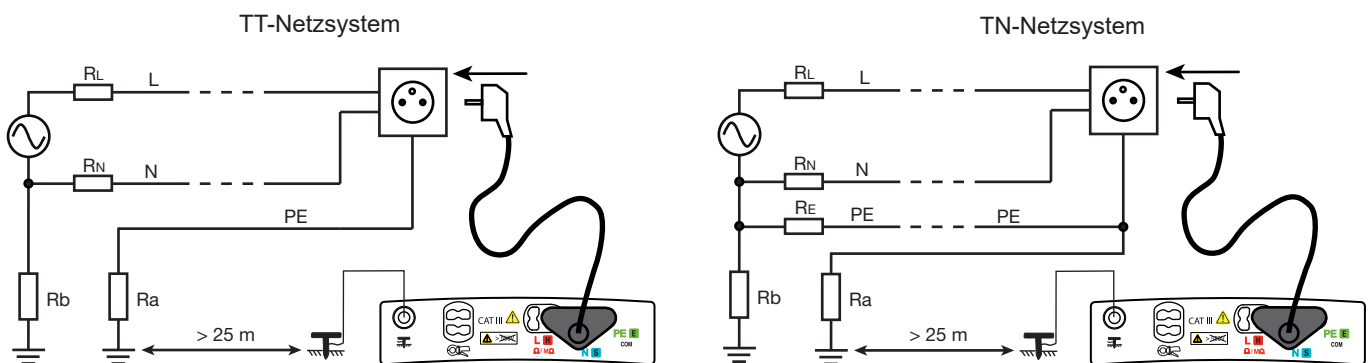 TT-Netzsystem
RL L
RN N
PE
Rb
Ra
> 25 m
CAT III
L H
Ω/MΩ
N S
PE E
COM
TN-Netzsystem
RL L
RN N
RE PE PE
Rb
Ra
> 25 m
CAT III
L H
Ω/MΩ
N S
PE E
COM